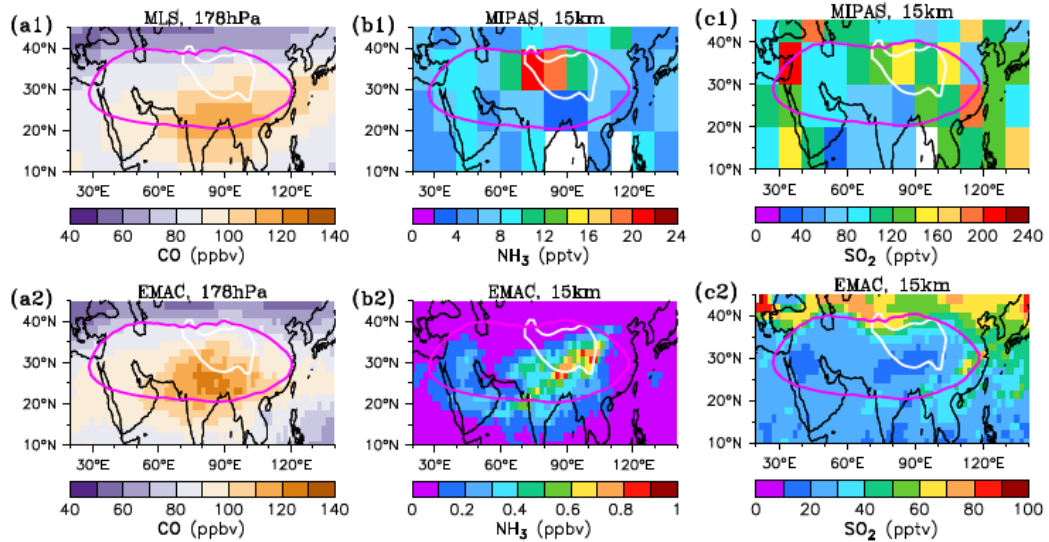 (a1) MLS, 178hPa
40°N
30°N
20°N
10°N
30°E 60°E 90°E 120°E
40 60 80 100 120 140
CO (ppbv)
(b1) MIPAS, 15km
40°N
30°N
20°N
10°N
30°E 60°E 90°E 120°E
0 4 8 12 16 20 24
NH₃ (pptv)
(c1) MIPAS, 15km
40°N
30°N
20°N
10°N
30°E 60°E 90°E 120°E
0 40 80 120 160 200 240
SO₂ (pptv)
(a2) EMAC, 178hPa
40°N
30°N
20°N
10°N
30°E 60°E 90°E 120°E
40 60 80 100 120 140
CO (ppbv)
(b2) EMAC, 15km
40°N
30°N
20°N
10°N
30°E 60°E 90°E 120°E
0 0.2 0.4 0.6 0.8 1
NH₃ (ppbv)
(c2) EMAC, 15km
40°N
30°N
20°N
10°N
30°E 60°E 90°E 120°E
0 20 40 60 80 100
SO₂ (pptv)